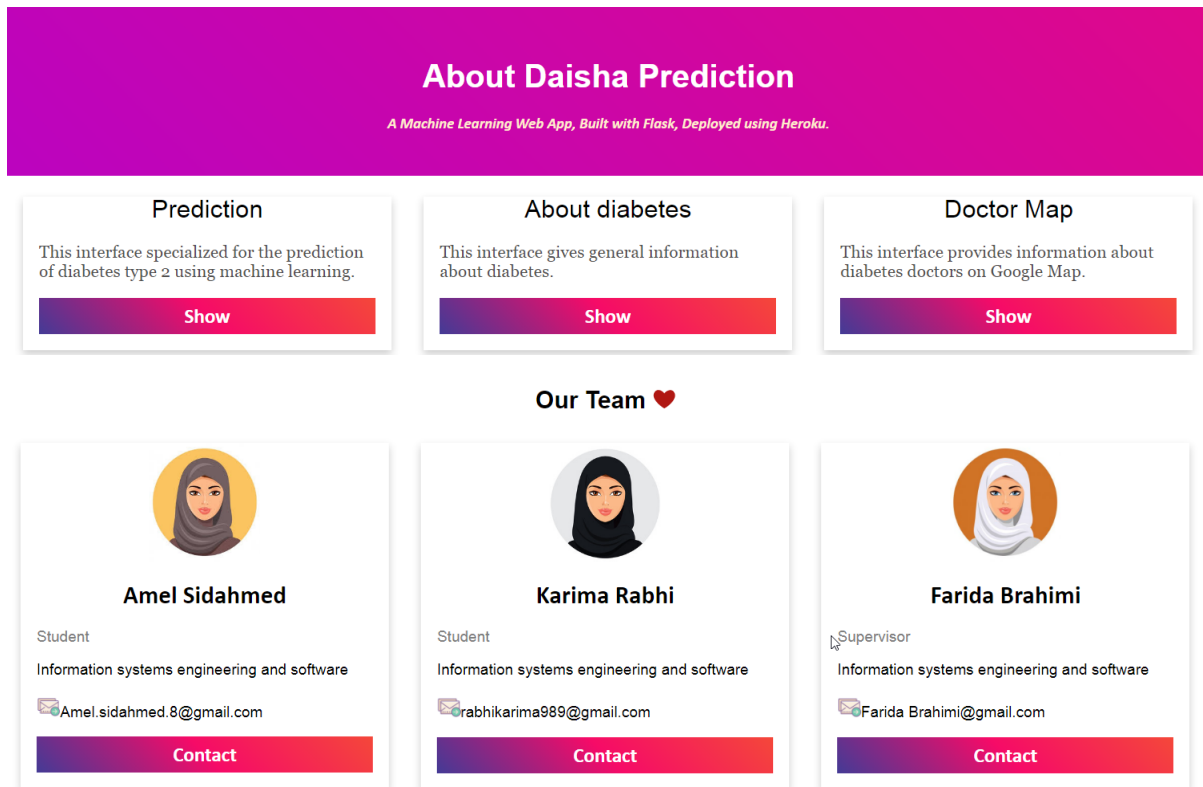 About Daisha Prediction
A Machine Learning Web App, Built with Flask, Deployed using Heroku.
Prediction
This interface specialized for the prediction
of diabetes type 2 using machine learning.
Show
About diabetes
This interface gives general information
about diabetes.
Show
Doctor Map
This interface provides information about
diabetes doctors on Google Map.
Show
Our Team
Amel Sidahmed
Student
Information systems engineering and software
Amel.sidahmed.8@gmail.com
Contact
Karima Rabhi
Student
Information systems engineering and software
rabhikarima989@gmail.com
Contact
Farida Brahimi
Supervisor
Information systems engineering and software
Farida Brahimi@gmail.com
Contact